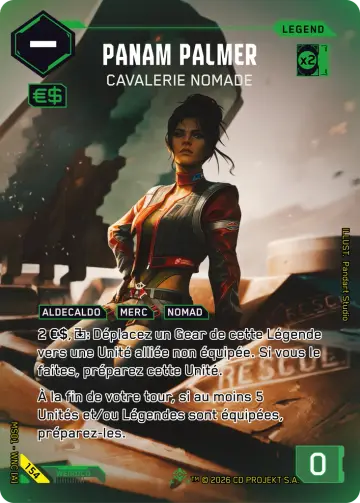 LEGEND
—
PANAM PALMER
CAVALERIE NOMADE
x2
€$
ILLUST. Pandart Studio
ALDECALDO
MERC
NOMAD
2 €$, : Déplacez un Gear de cette Légende
vers une Unité alliée non équipée. Si vous le
faites, préparez cette Unité.
À la fin de votre tour, si au moins 5
Unités et/ou Légendes sont équipées,
préparez-les.
RESCUE
154
0
™ © 2026 CD PROJEKT S.A.